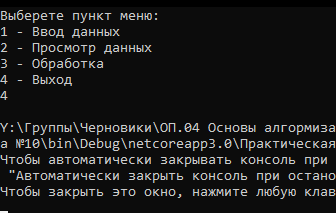 Выберете пункт меню:
1 - Ввод данных
2 - Просмотр данных
3 - Обработка
4 - Выход
4
Y:\Группы\Черновики\ОП.04 Основы алгормиза
а №10\bin\Debug\netcoreapp3.0\Практическая
Чтобы автоматически закрывать консоль при
"Автоматически закрыть консоль при остано
Чтобы закрыть это окно, нажмите любую клав